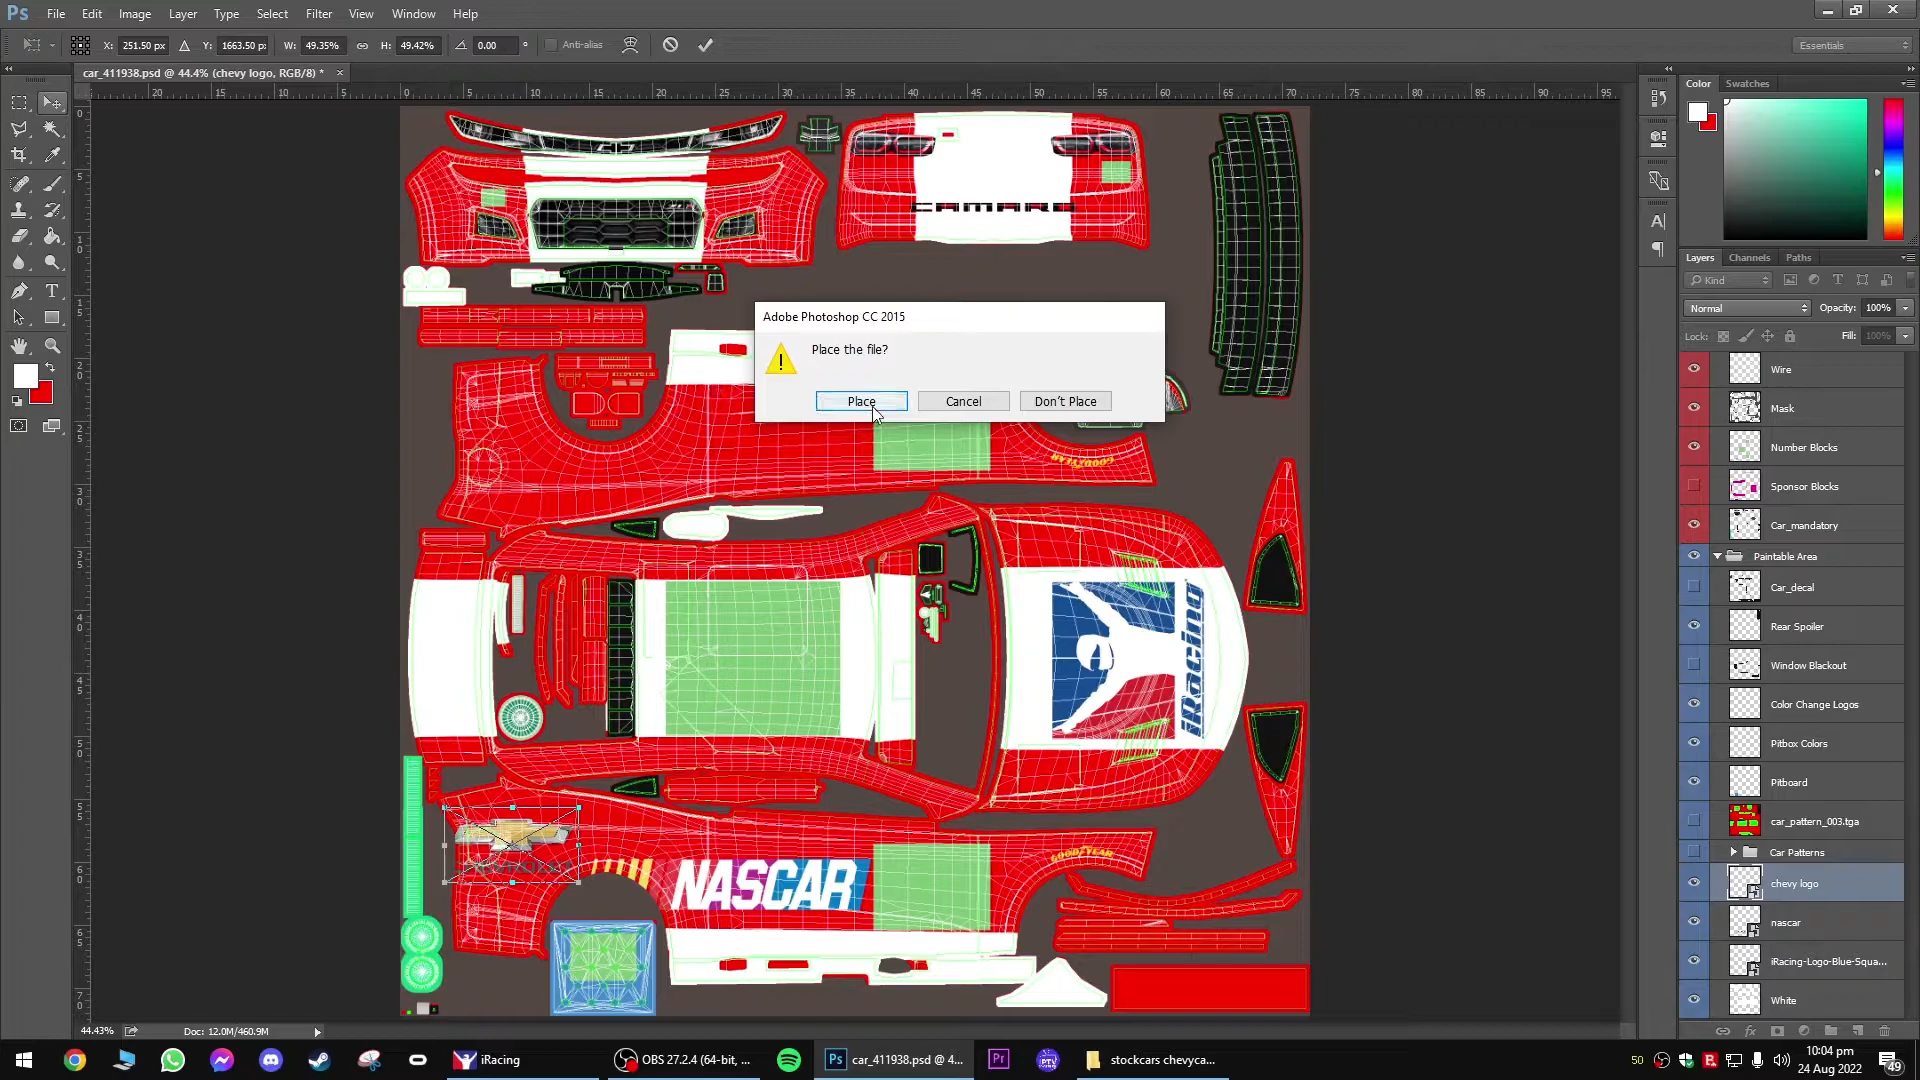 Ps File Edit Image Layer Type Select Filter View Window Help
X: 251.50 px Y: 1663.50 px W: 49.35% H: 49.42% 0.00 ° Anti-alias Essentials
car_411938.psd @ 44.4% (chevy logo, RGB/8) * ×
Color Swatches
CAMARO
Adobe Photoshop CC 2015
Place the file?
Place Cancel Don't Place
GOODYEAR
iRacing
NASCAR
GOODYEAR
Layers Channels Paths
Kind
Normal Opacity: 100%
Lock: Fill: 100%
Wire
Mask
Number Blocks
Sponsor Blocks
Car_mandatory
Paintable Area
Car_decal
Rear Spoiler
Window Blackout
Color Change Logos
Pitbox Colors
Pitboard
car_pattern_003.tga
Car Patterns
chevy logo
nascar
iRacing-Logo-Blue-Squa...
White
44.43% Doc: 12.0M/460.9M
iRacing OBS 27.2.4 (64-bit, ... Ps car_411938.psd @ 4... Pr stockcars chevyca...
50
10:04 pm
24 Aug 2022
49